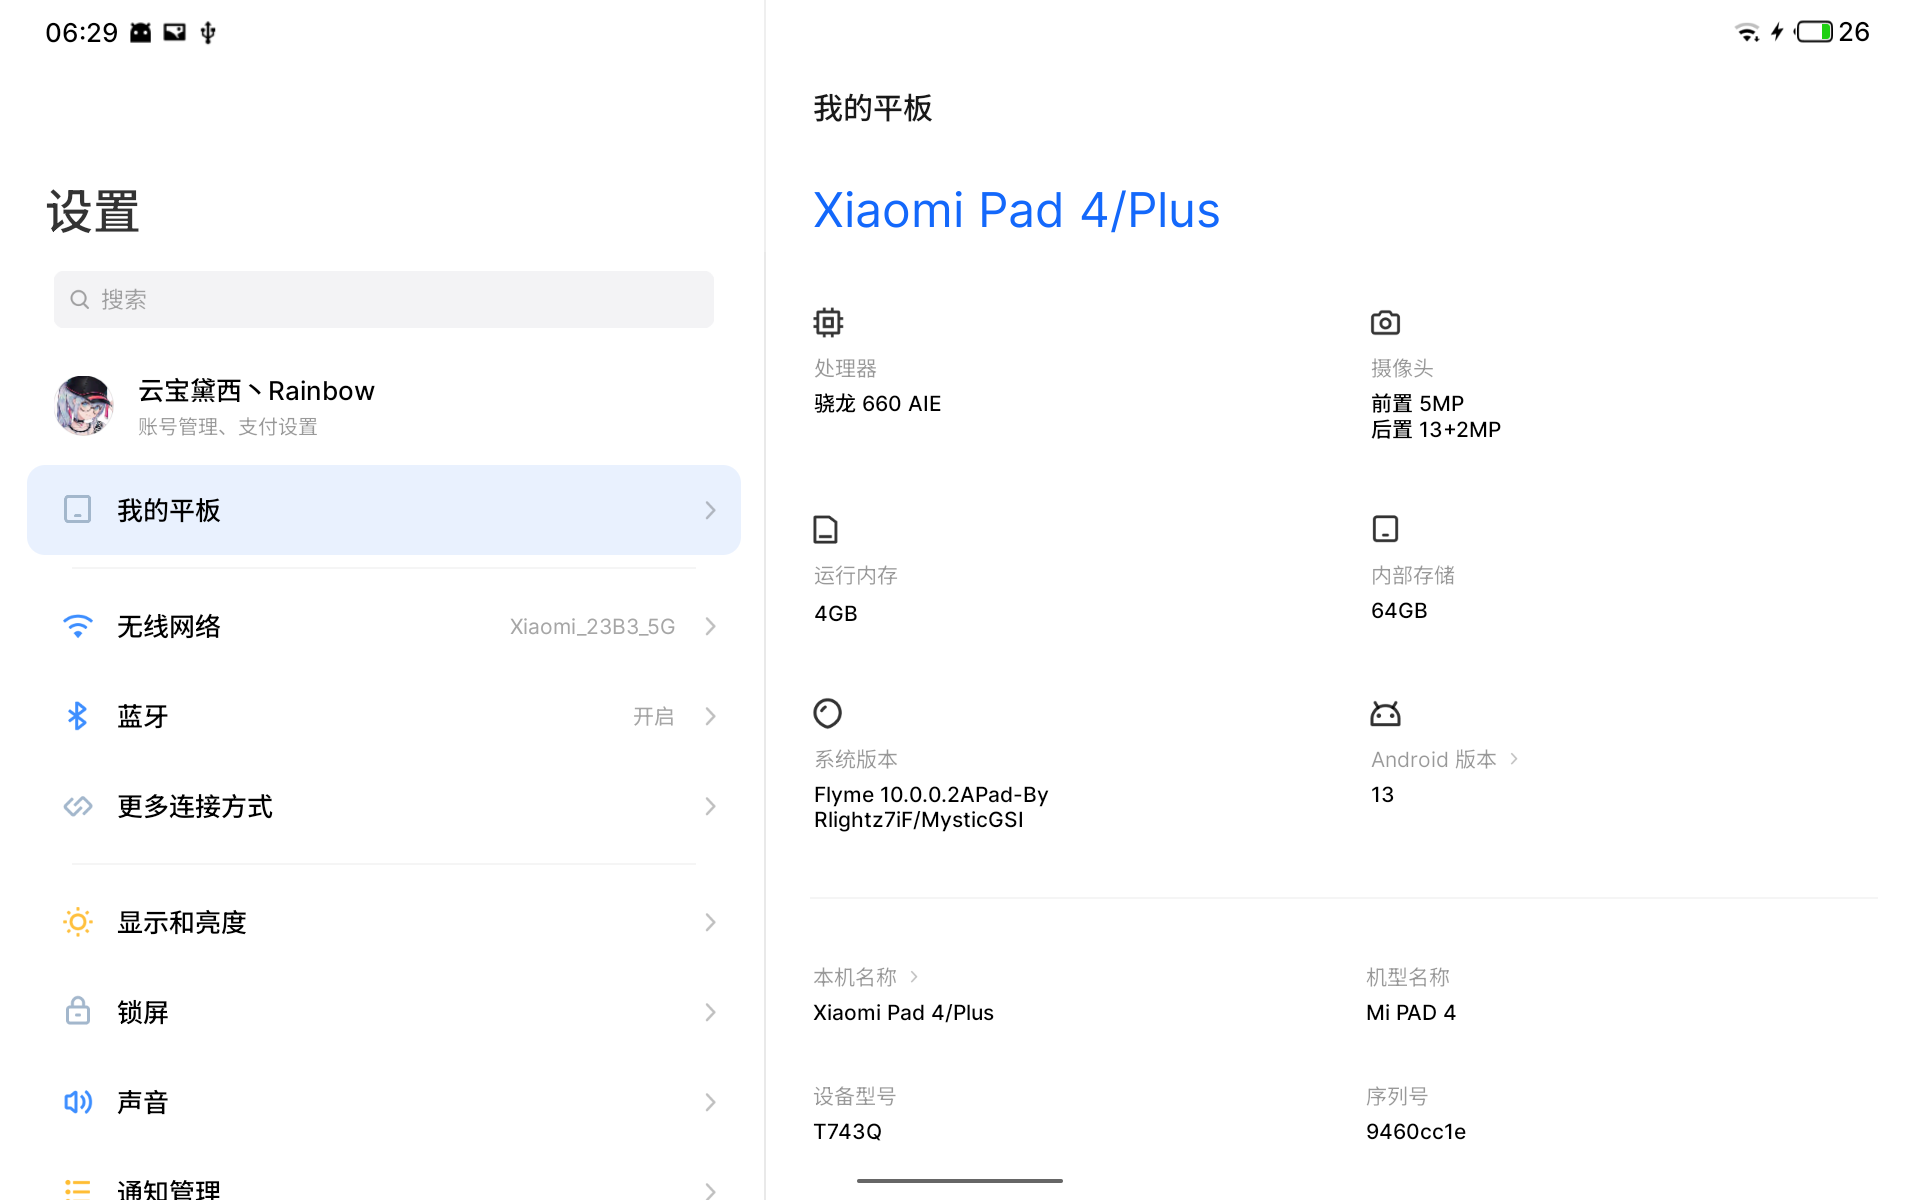 06:29
26
设置
搜索
云宝黛西丶Rainbow
账号管理、支付设置
我的平板
无线网络
Xiaomi_23B3_5G
蓝牙
开启
更多连接方式
显示和亮度
锁屏
声音
通知管理
我的平板
Xiaomi Pad 4/Plus
处理器
骁龙 660 AIE
摄像头
前置 5MP
后置 13+2MP
运行内存
4GB
内部存储
64GB
系统版本
Flyme 10.0.0.2APad-By
Rlightz7iF/MysticGSI
Android 版本
13
本机名称
Xiaomi Pad 4/Plus
机型名称
Mi PAD 4
设备型号
T743Q
序列号
9460cc1e